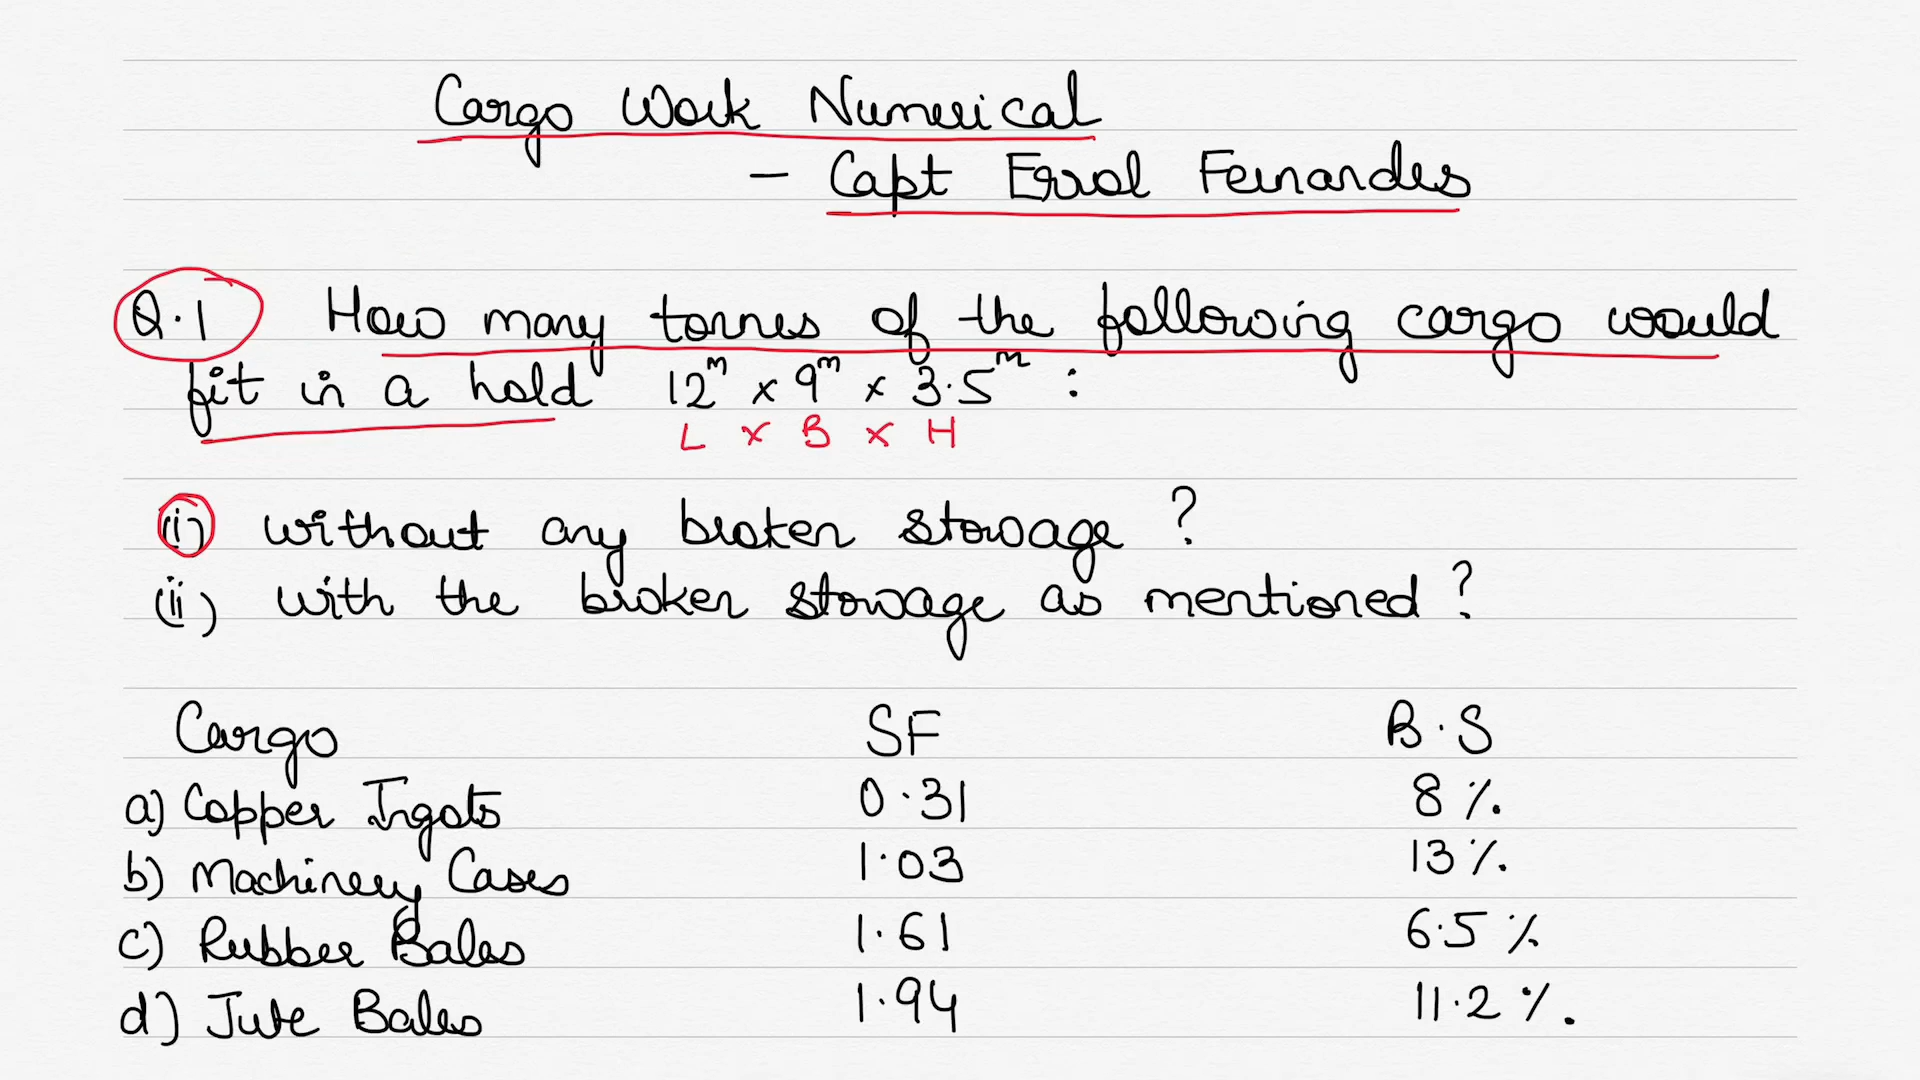 Cargo Work Numerical
- Capt Errol Fernandes
Q.1 How many tonnes of the following cargo would
fit in a hold 12m x 9m x 3.5m :
L x B x H
(i) without any broken stowage ?
(ii) with the broken stowage as mentioned ?
Cargo SF B.S
a) Copper Ingots 0.31 8 %.
b) Machinery Cases 1.03 13 %.
c) Rubber Bales 1.61 6.5 %
d) Jute Bales 1.94 11.2 %.